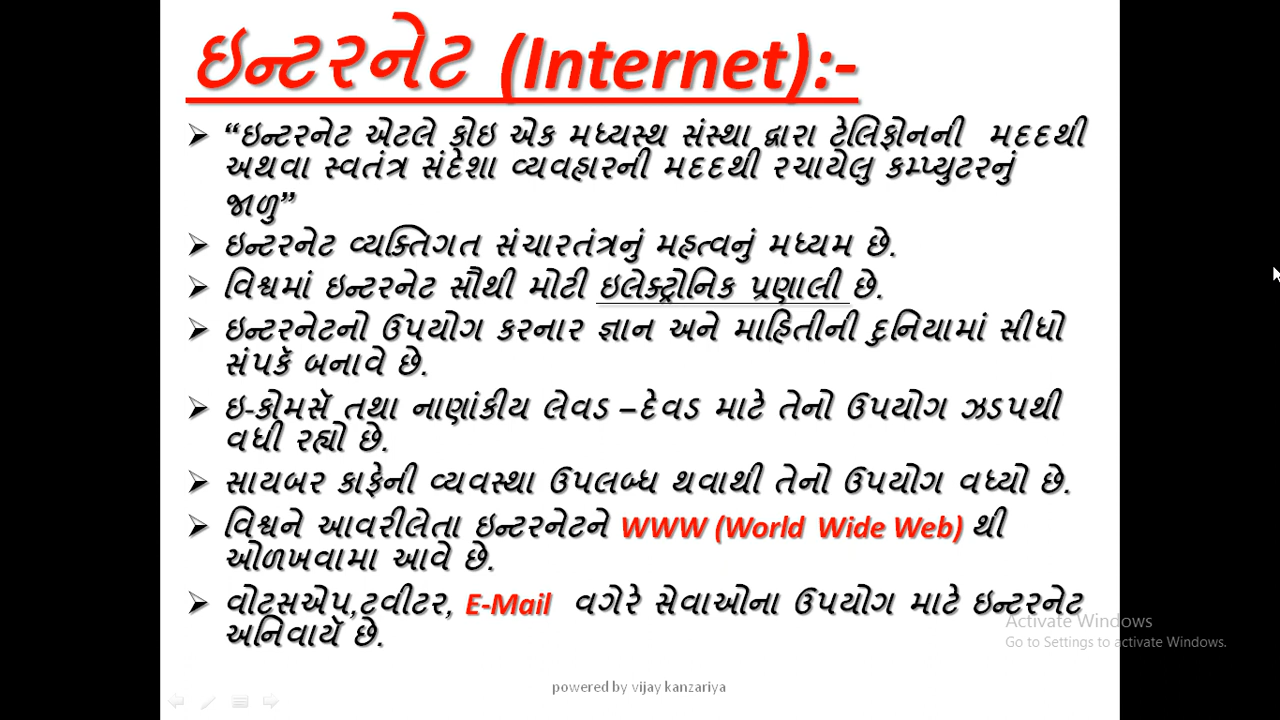 ઇન્ટરનેટ (Internet):-
➢ “ઇન્ટરનેટ એટલે કોઇ એક મધ્યસ્થ સંસ્થા દ્વારા ટેલિફોનની મદદથી
અથવા સ્વતંત્ર સંદેશા વ્યવહારની મદદથી રચાયેલુ કમ્પ્યુટરનું
જાળુ”
➢ ઇન્ટરનેટ વ્યક્તિગત સંચારતંત્રનું મહત્વનું મધ્યમ છે.
➢ વિશ્વમાં ઇન્ટરનેટ સૌથી મોટી ઇલેક્ટ્રોનિક પ્રણાલી છે.
➢ ઇન્ટરનેટનો ઉપયોગ કરનાર જ્ઞાન અને માહિતીની દુનિયામાં સીધો
સંપકૅ બનાવે છે.
➢ ઇ-કોમસૅ તથા નાણાંકીય લેવડ – દેવડ માટે તેનો ઉપયોગ ઝડપથી
વધી રહ્યો છે.
➢ સાયબર કાફેની વ્યવસ્થા ઉપલબ્ધ થવાથી તેનો ઉપયોગ વધ્યો છે.
➢ વિશ્વને આવરીલેતા ઇન્ટરનેટને WWW (World Wide Web) થી
ઓળખવામા આવે છે.
➢ વોટસએપ,ટવીટર, E-Mail વગેરે સેવાઓના ઉપયોગ માટે ઇન્ટરનેટ
અનિવાયૅ છે.
Activate Windows
Go to Settings to activate Windows.
powered by vijay kanzariya